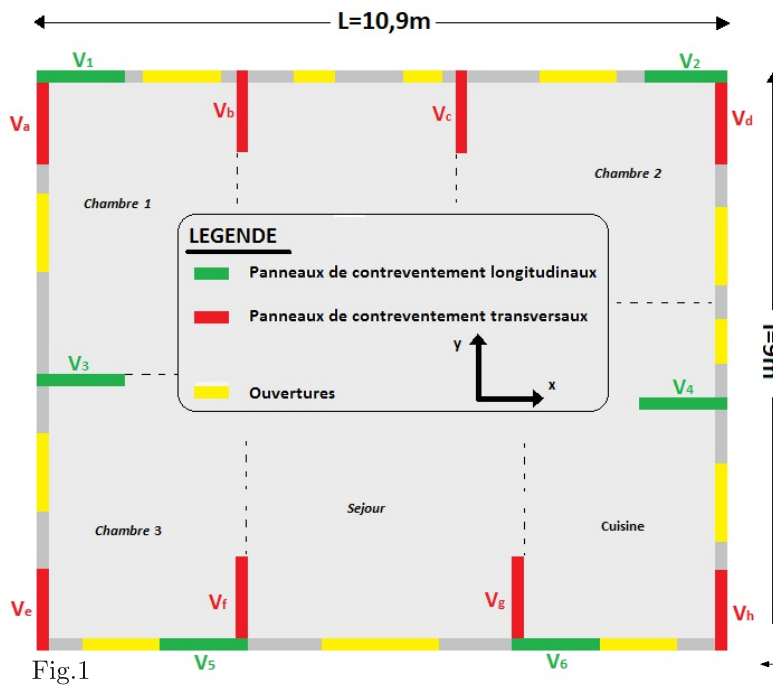 L=10,9m
V1
V2
Va
Vb
Vc
Vd
Chambre 1
Chambre 2
LEGENDE
Panneaux de contreventement longitudinaux
Panneaux de contreventement transversaux
y
x
Ouvertures
l=9m
V3
V4
Chambre 3
Sejour
Cuisine
Ve
Vf
Vg
Vh
V5
V6
Fig.1